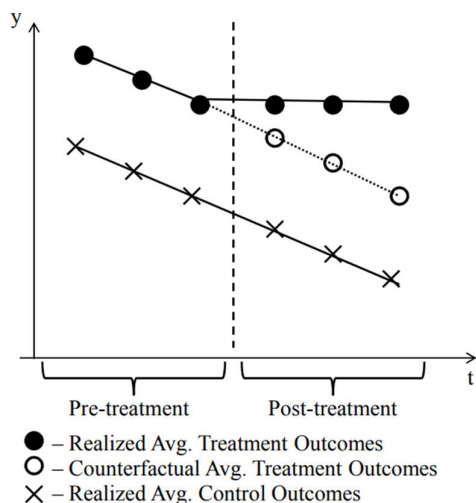 y
t
Pre-treatment Post-treatment
– Realized Avg. Treatment Outcomes
– Counterfactual Avg. Treatment Outcomes
– Realized Avg. Control Outcomes